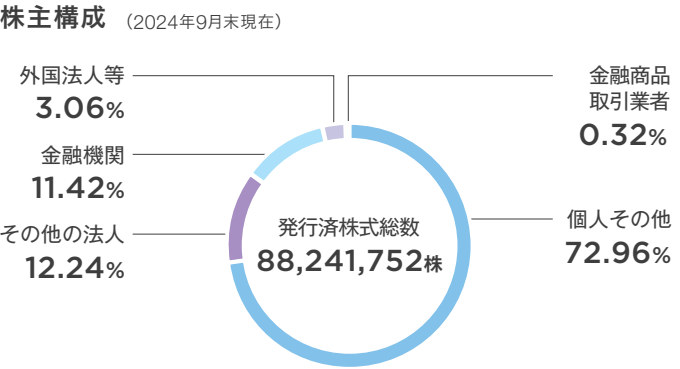 株主構成 （2024年9月末現在）
外国法人等
3.06%
金融機関
11.42%
その他の法人
12.24%
発行済株式総数
88,241,752株
金融商品
取引業者
0.32%
個人その他
72.96%